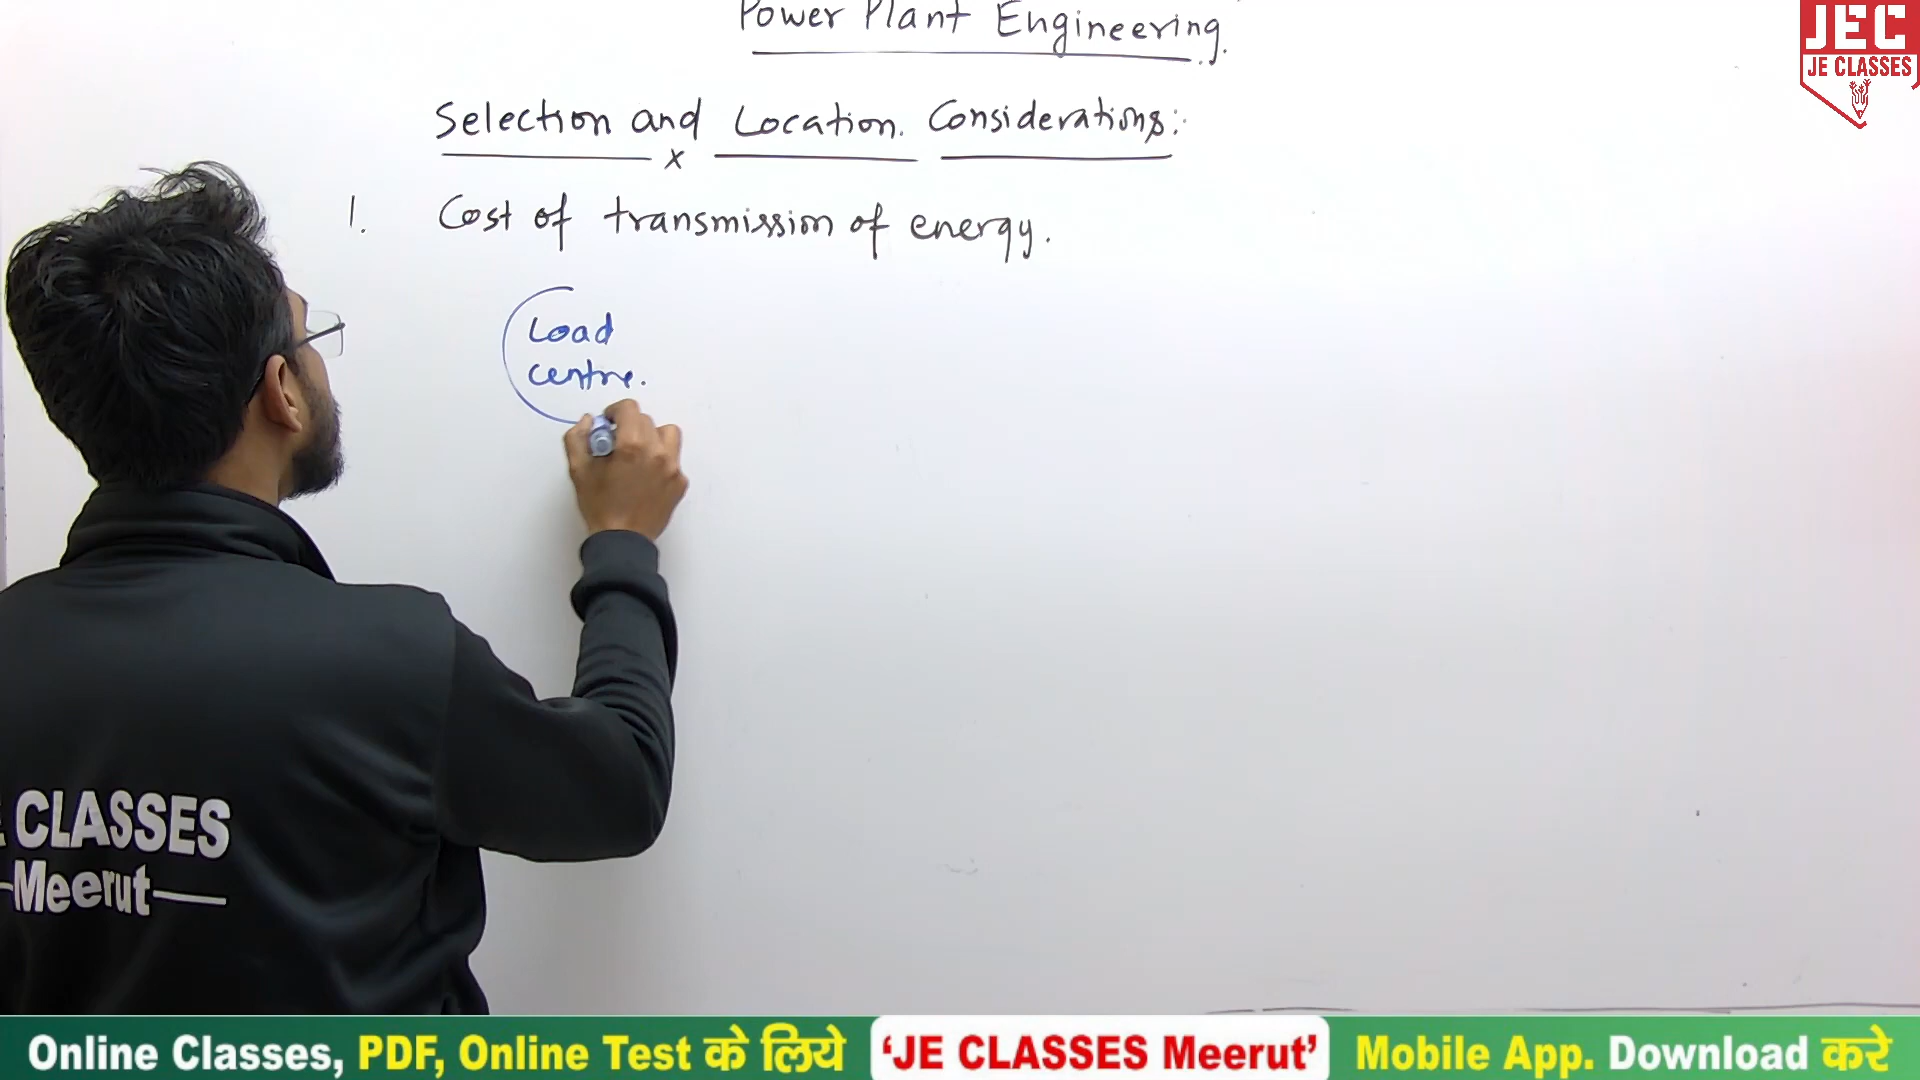 Power Plant Engineering.
JEC
JE CLASSES
Selection and Location. Considerations:
x
1. Cost of transmission of energy.
Load
centre.
E CLASSES
Meerut
Online Classes, PDF, Online Test के लिये 'JE CLASSES Meerut' Mobile App. Download करे